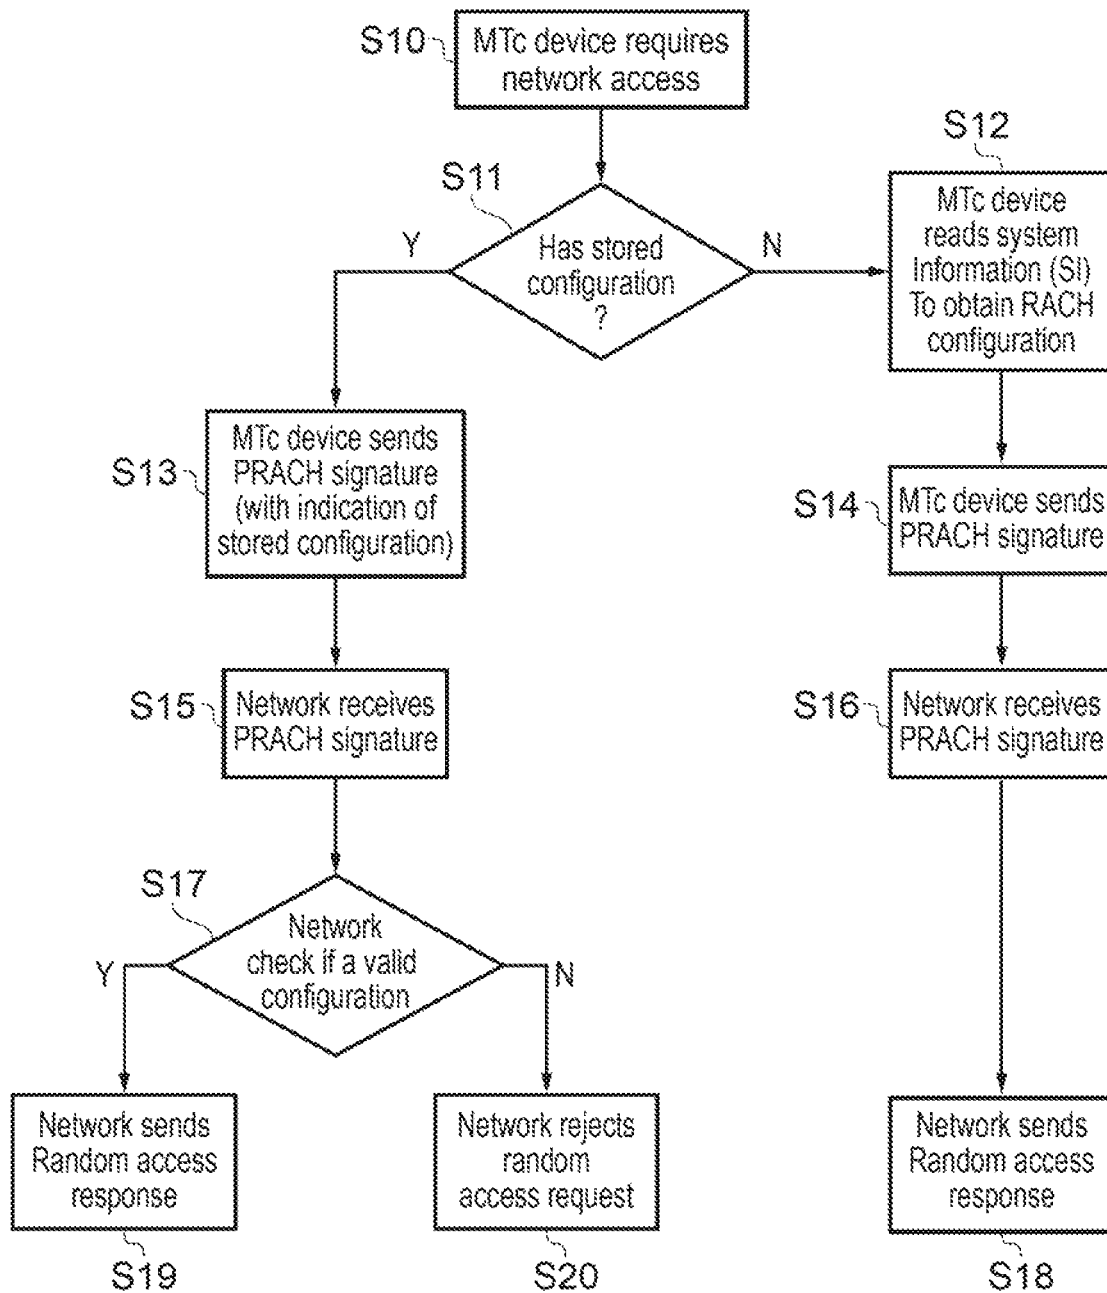 S10
MTc device requires
network access
S11
Has stored
configuration
?
Y
N
S12
MTc device
reads system
Information (SI)
To obtain RACH
configuration
S13
MTc device sends
PRACH signature
(with indication of
stored configuration)
S14
MTc device sends
PRACH signature
S15
Network receives
PRACH signature
S16
Network receives
PRACH signature
S17
Network
check if a valid
configuration
Y
N
Network sends
Random access
response
S19
Network rejects
random
access request
S20
Network sends
Random access
response
S18